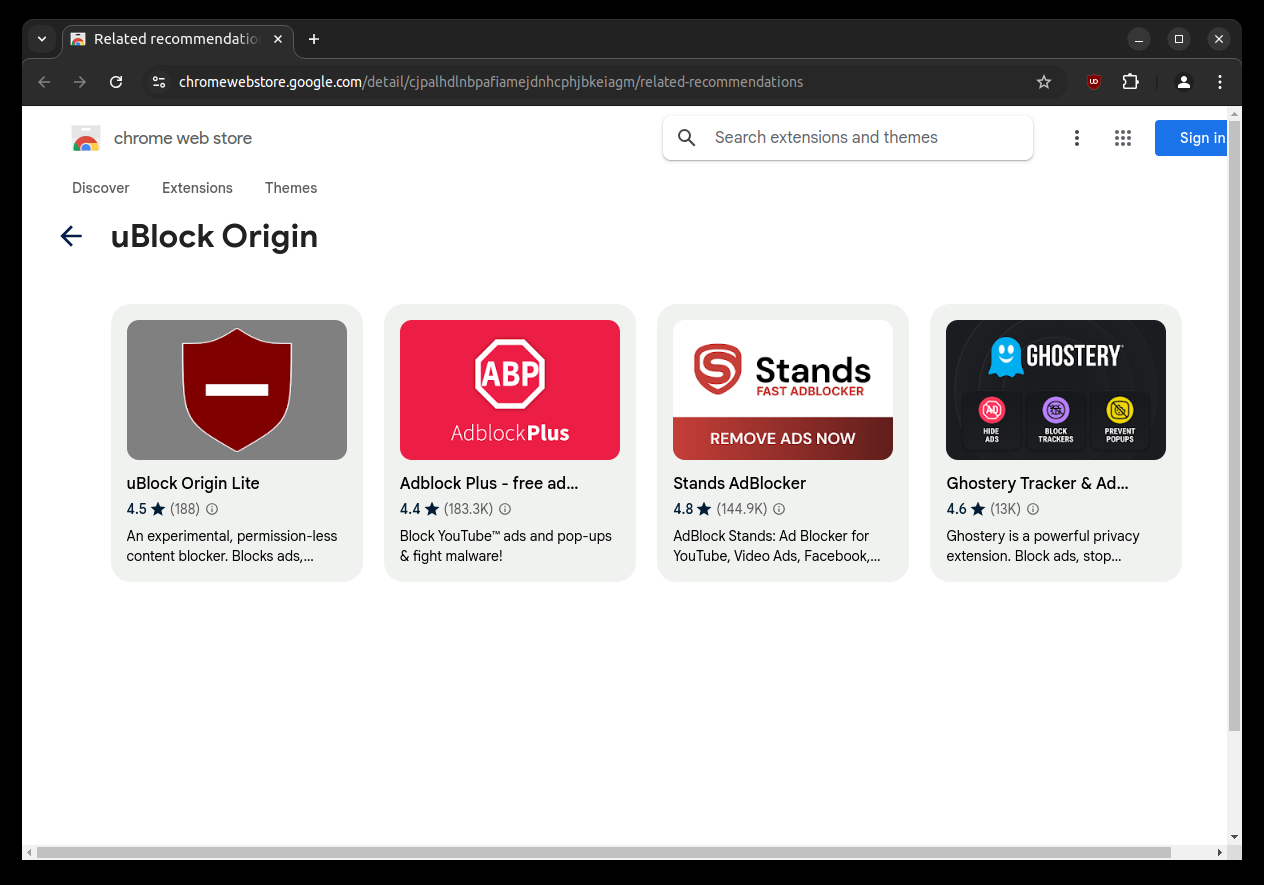 Related recommendatio
chromewebstore.google.com/detail/cjpalhdlnbpafiamejdnhcphjbkeiagm/related-recommendations
chrome web store
Search extensions and themes
Sign in
Discover Extensions Themes
uBlock Origin
ABP
AdblockPlus
Stands
FAST ADBLOCKER
REMOVE ADS NOW
GHOSTERY
AD
HIDE ADS
BLOCK TRACKERS
PREVENT POPUPS
uBlock Origin Lite
4.5 (188)
An experimental, permission-less
content blocker. Blocks ads,...
Adblock Plus - free ad...
4.4 (183.3K)
Block YouTube™ ads and pop-ups
& fight malware!
Stands AdBlocker
4.8 (144.9K)
AdBlock Stands: Ad Blocker for
YouTube, Video Ads, Facebook,...
Ghostery Tracker & Ad...
4.6 (13K)
Ghostery is a powerful privacy
extension. Block ads, stop...